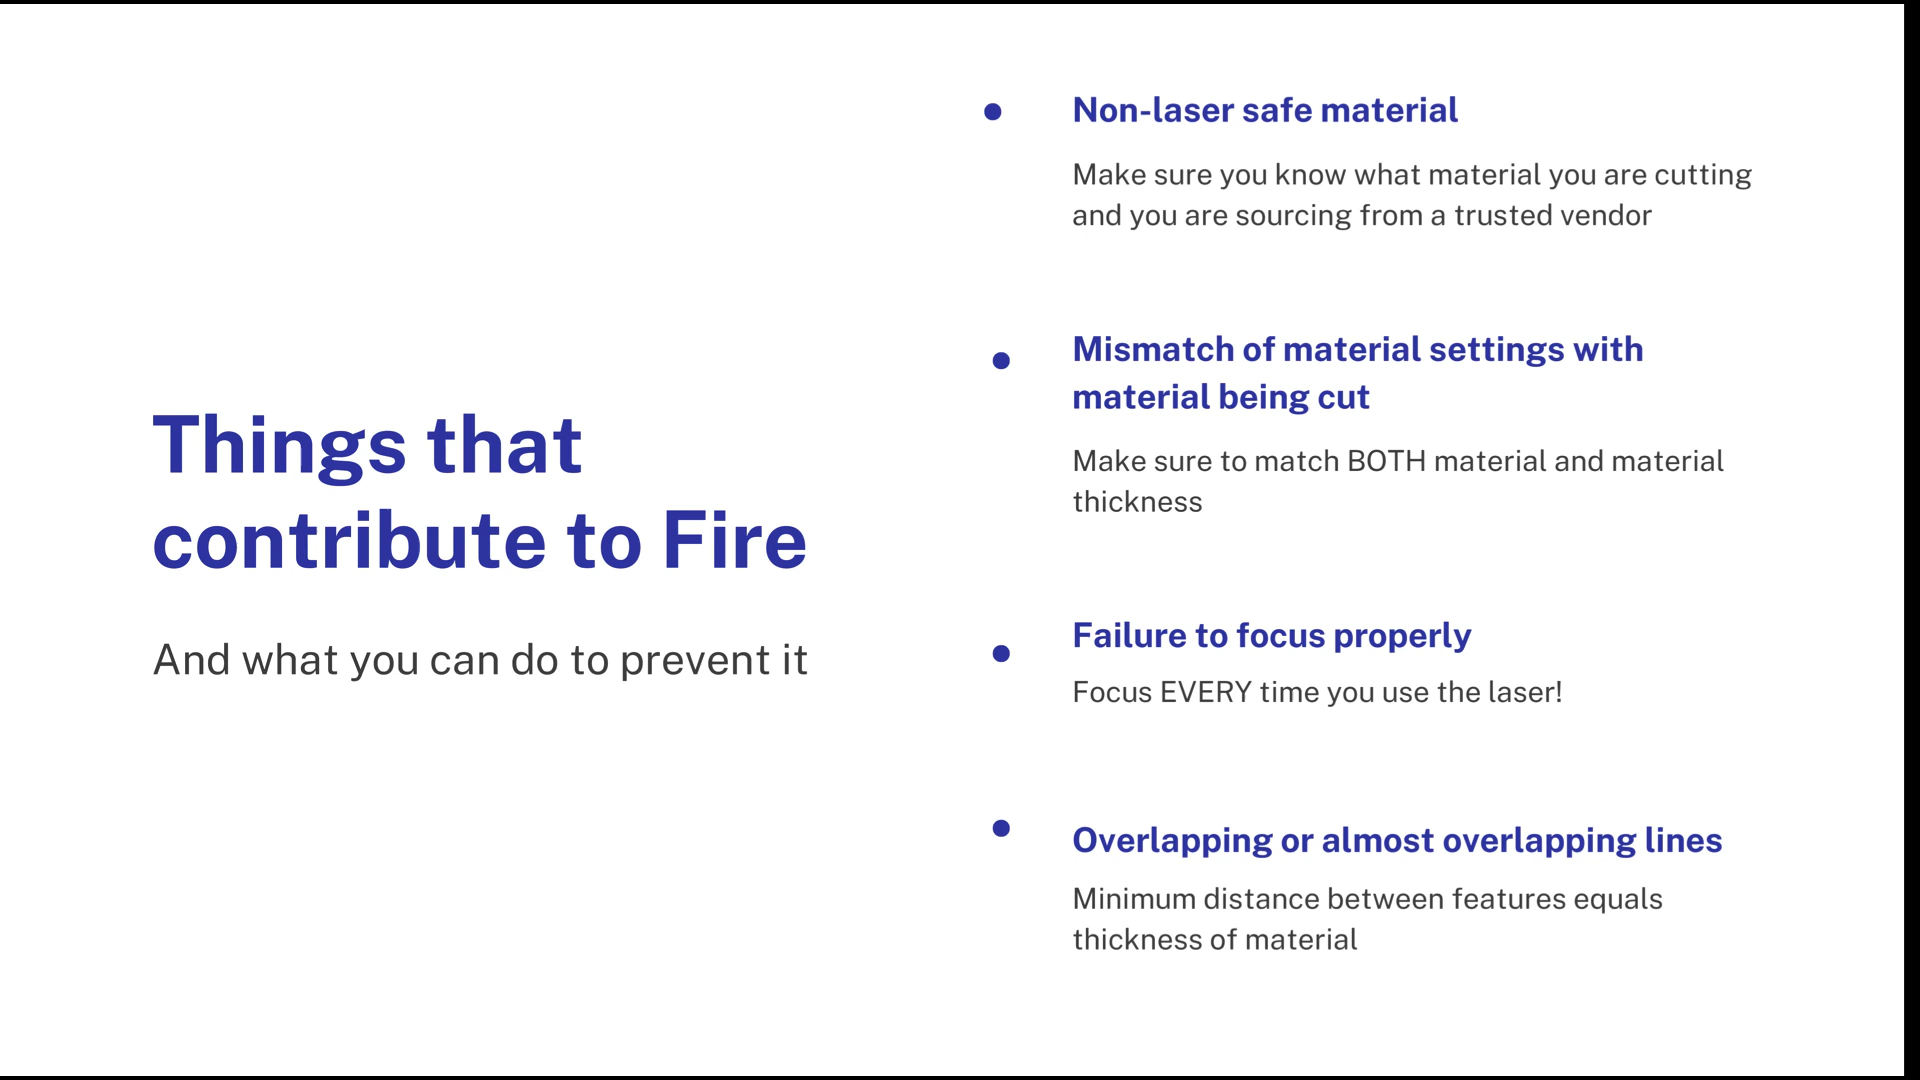 Things that
contribute to Fire
And what you can do to prevent it
Non-laser safe material
Make sure you know what material you are cutting
and you are sourcing from a trusted vendor
Mismatch of material settings with
material being cut
Make sure to match BOTH material and material
thickness
Failure to focus properly
Focus EVERY time you use the laser!
Overlapping or almost overlapping lines
Minimum distance between features equals
thickness of material